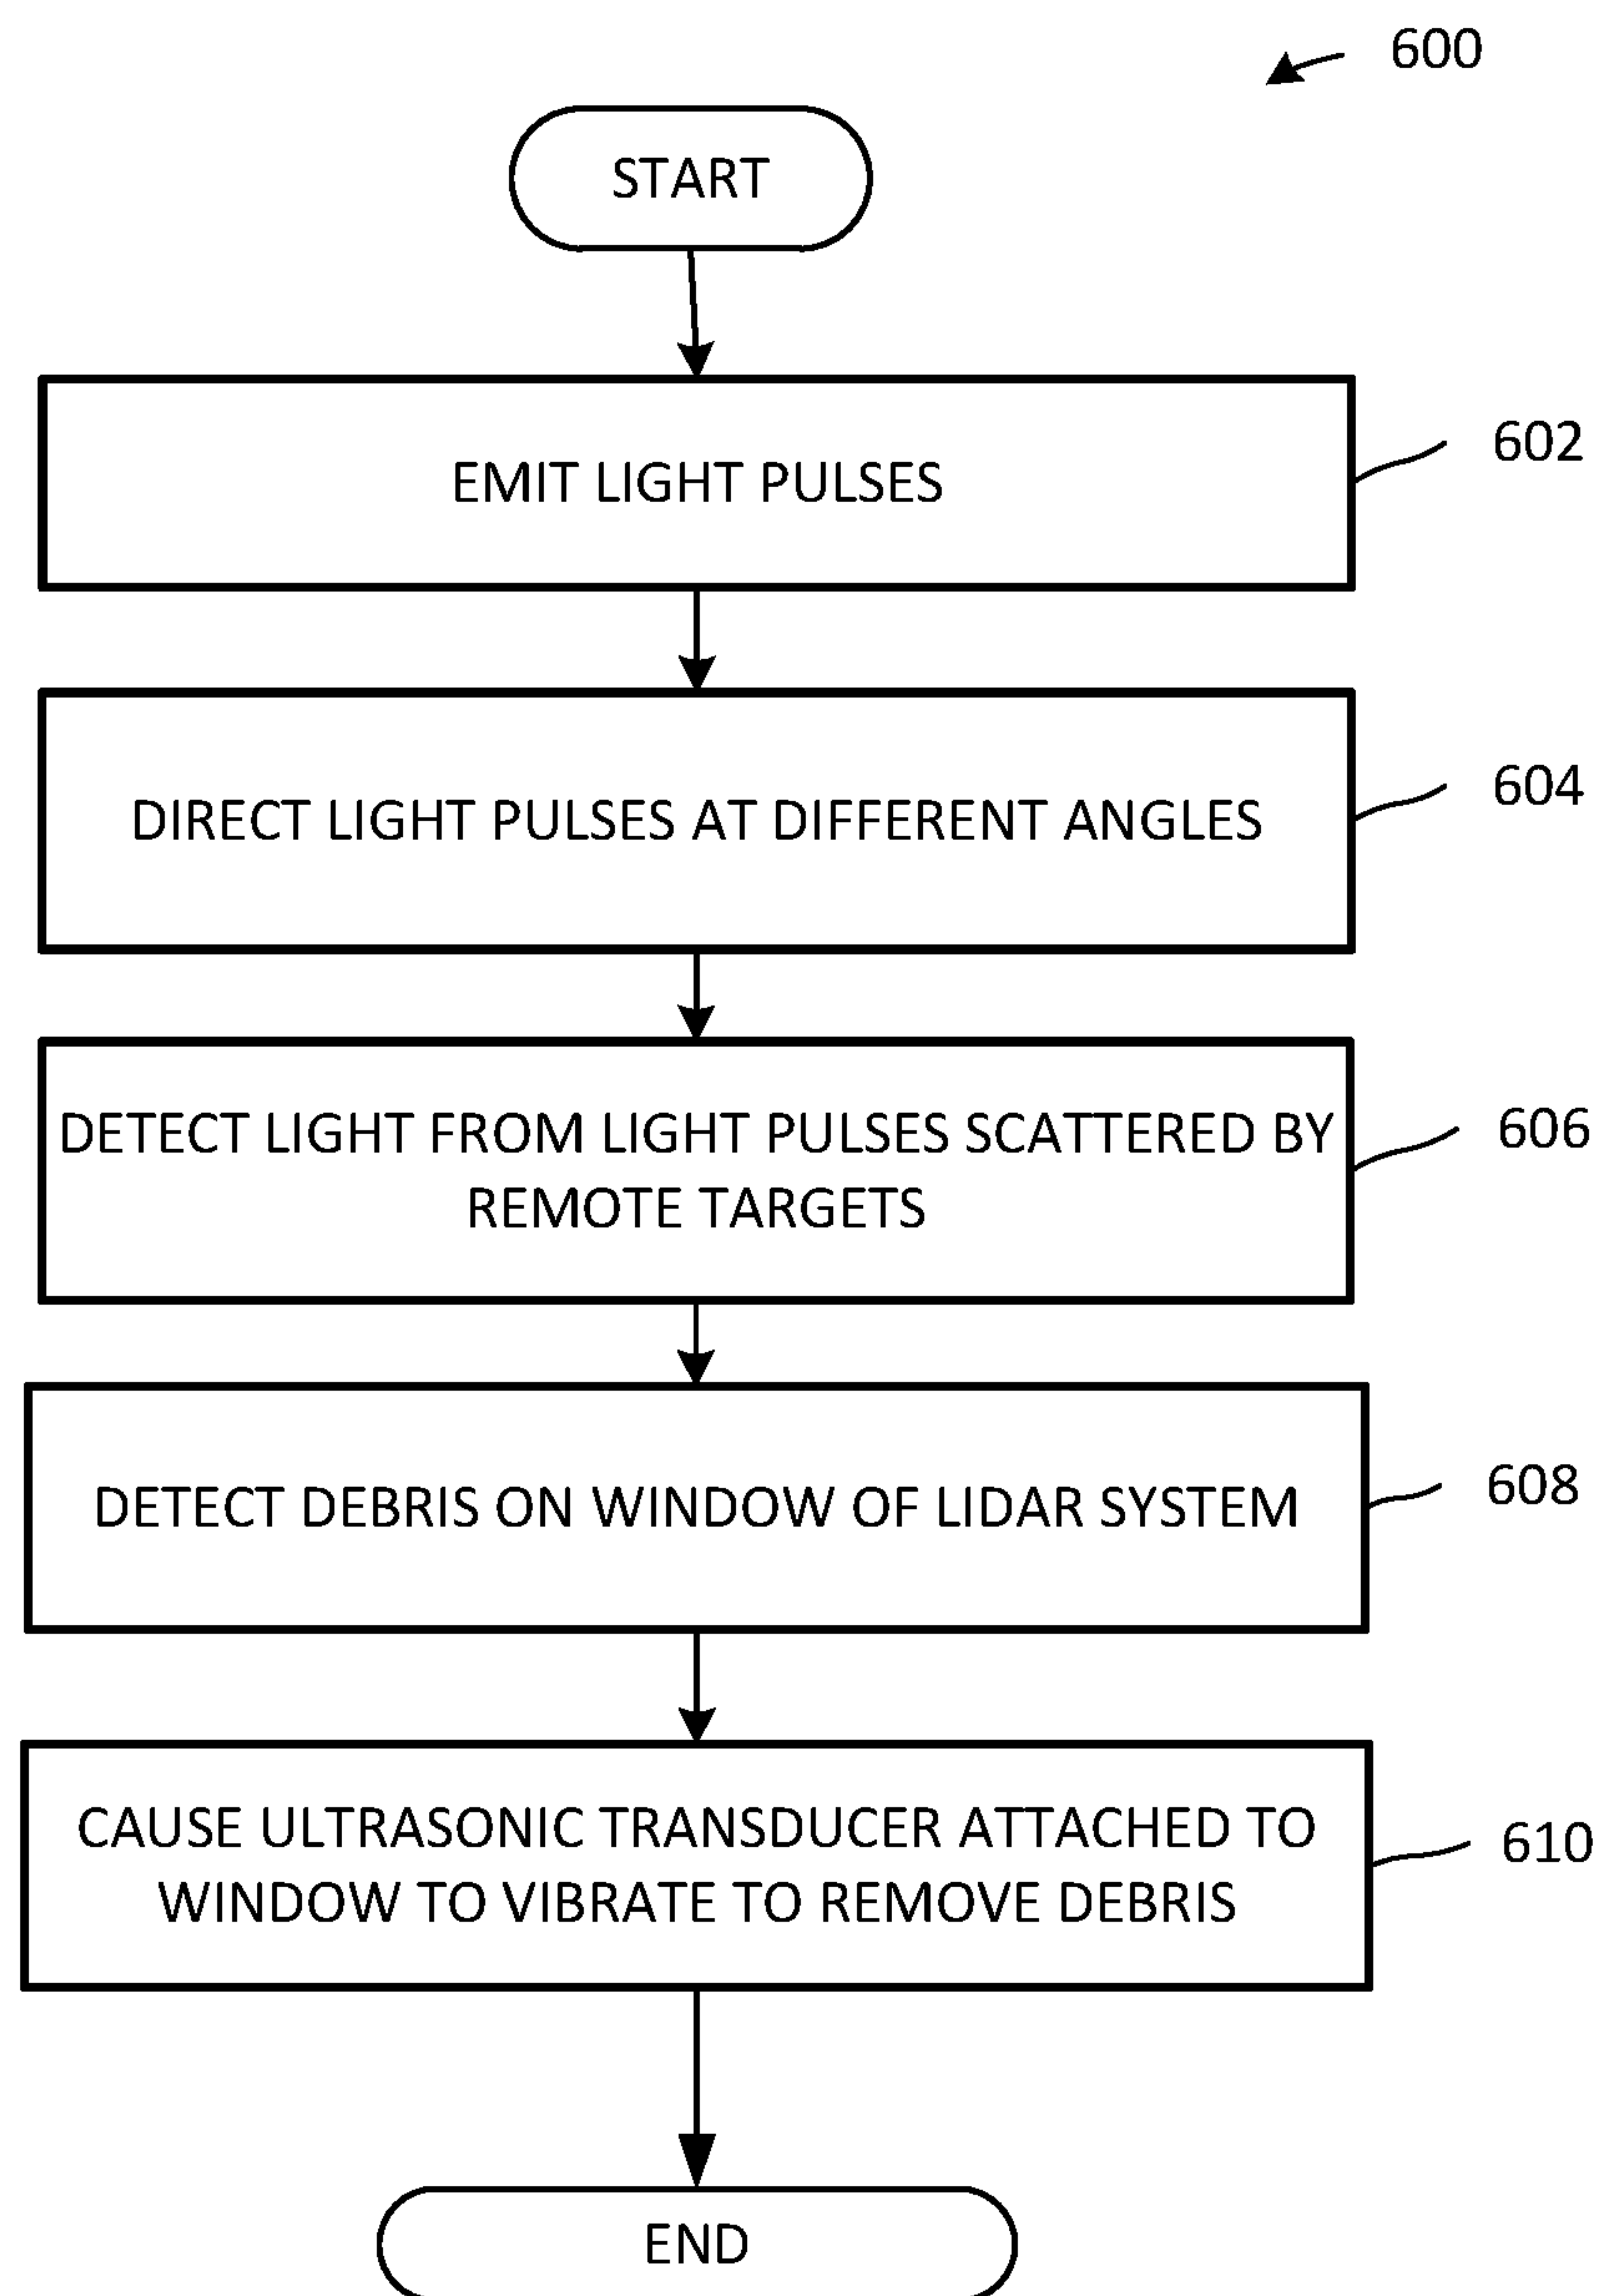 600
START
EMIT LIGHT PULSES
602
DIRECT LIGHT PULSES AT DIFFERENT ANGLES
604
DETECT LIGHT FROM LIGHT PULSES SCATTERED BY
REMOTE TARGETS
606
DETECT DEBRIS ON WINDOW OF LIDAR SYSTEM
608
CAUSE ULTRASONIC TRANSDUCER ATTACHED TO
WINDOW TO VIBRATE TO REMOVE DEBRIS
610
END